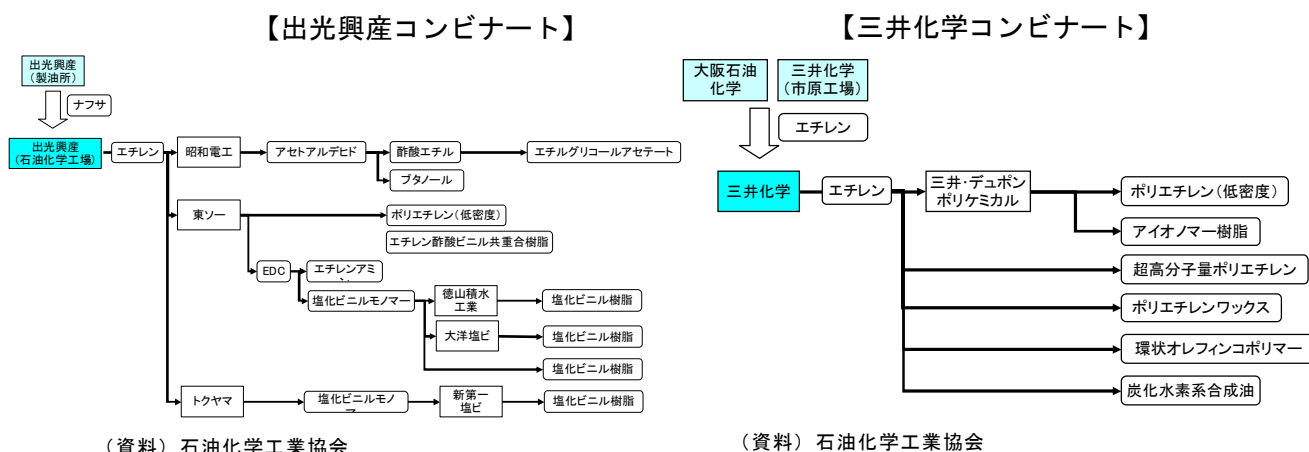 【出光興産コンビナート】
出光興産
(製油所)
ナフサ
出光興産
(石油化学工場)
エチレン
昭和電工
アセトアルデヒド
酢酸エチル
エチルグリコールアセテート
ブタノール
東ソー
ポリエチレン(低密度)
エチレン酢酸ビニル共重合樹脂
EDC
エチレンアミ
塩化ビニルモノマー
徳山積水
工業
塩化ビニル樹脂
大洋塩ビ
塩化ビニル樹脂
塩化ビニル樹脂
トクヤマ
塩化ビニルモノ
新第一
塩ビ
塩化ビニル樹脂
(資料)石油化学工業協会
【三井化学コンビナート】
大阪石油
化学
三井化学
(市原工場)
エチレン
三井化学
エチレン
三井・デュポン
ポリケミカル
ポリエチレン(低密度)
アイオノマー樹脂
超高分子量ポリエチレン
ポリエチレンワックス
環状オレフィンコポリマー
炭化水素系合成油
(資料)石油化学工業協会